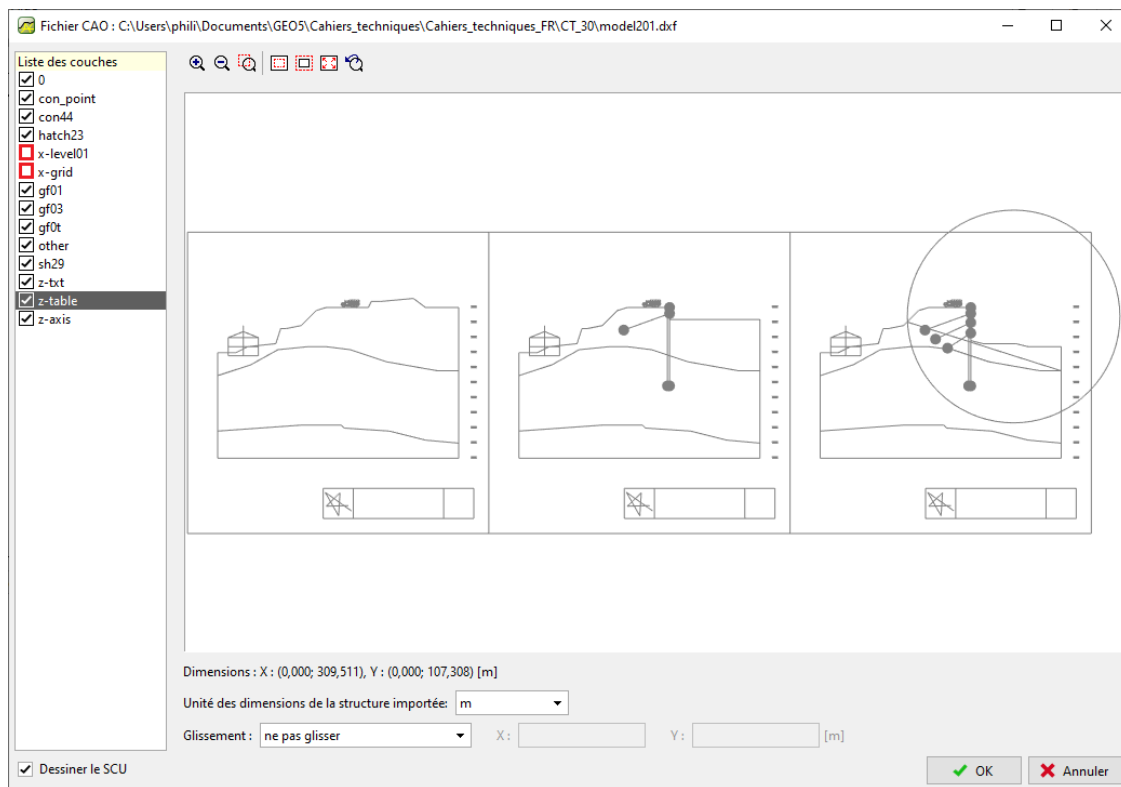 Fichier CAO : C:\Users\phili\Documents\GEO5\Cahiers_techniques\Cahiers_techniques_FR\CT_30\model201.dxf
Liste des couches
0
con_point
con44
hatch23
x-level01
x-grid
gf01
gf03
gf0t
other
sh29
z-txt
z-table
z-axis
Dimensions : X : (0,000; 309,511), Y : (0,000; 107,308) [m]
Unité des dimensions de la structure importée: m
Glissement : ne pas glisser X : Y : [m]
Dessiner le SCU
OK Annuler